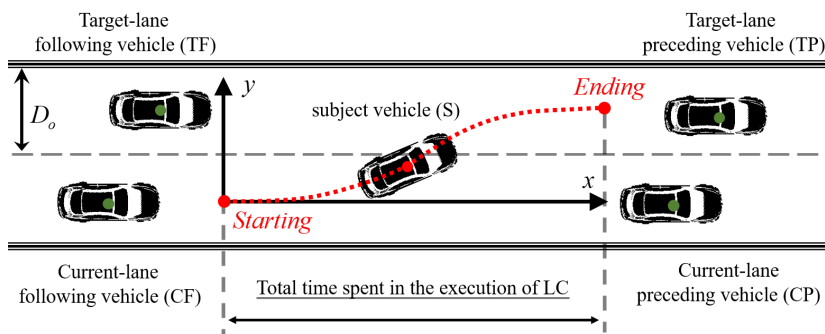 Target-lane
following vehicle (TF)
Target-lane
preceding vehicle (TP)
D_o
y
subject vehicle (S)
Ending
x
Starting
Current-lane
following vehicle (CF)
Total time spent in the execution of LC
Current-lane
preceding vehicle (CP)